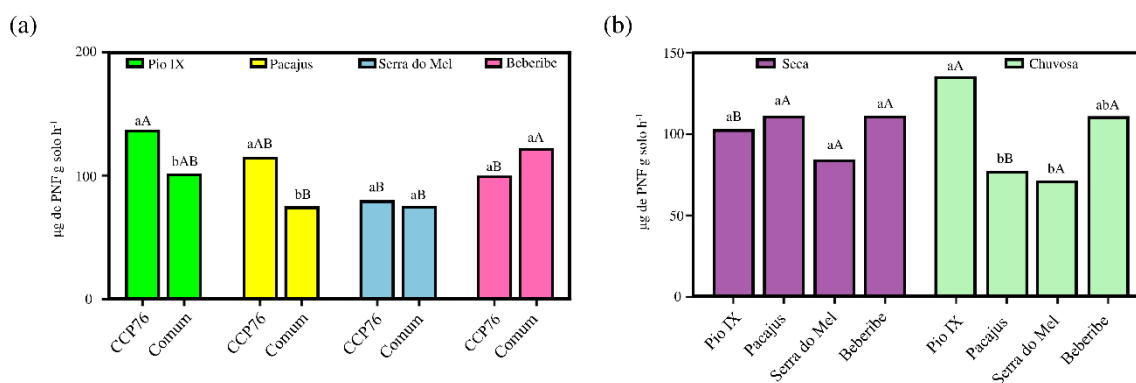 (a)
200
100
0
µg de PNF g solo h⁻¹
Pio IX
Pacajus
Serra do Mel
Beberibe
aA
bAB
aAB
bB
aB
aB
aB
aA
CCP76
Comum
CCP76
Comum
CCP76
Comum
CCP76
Comum
(b)
150
100
50
0
µg de PNF g solo h⁻¹
Seca
Chuvosa
aB
aA
aA
aA
aA
bB
bA
abA
Pio IX
Pacajus
Serra do Mel
Beberibe
Pio IX
Pacajus
Serra do Mel
Beberibe